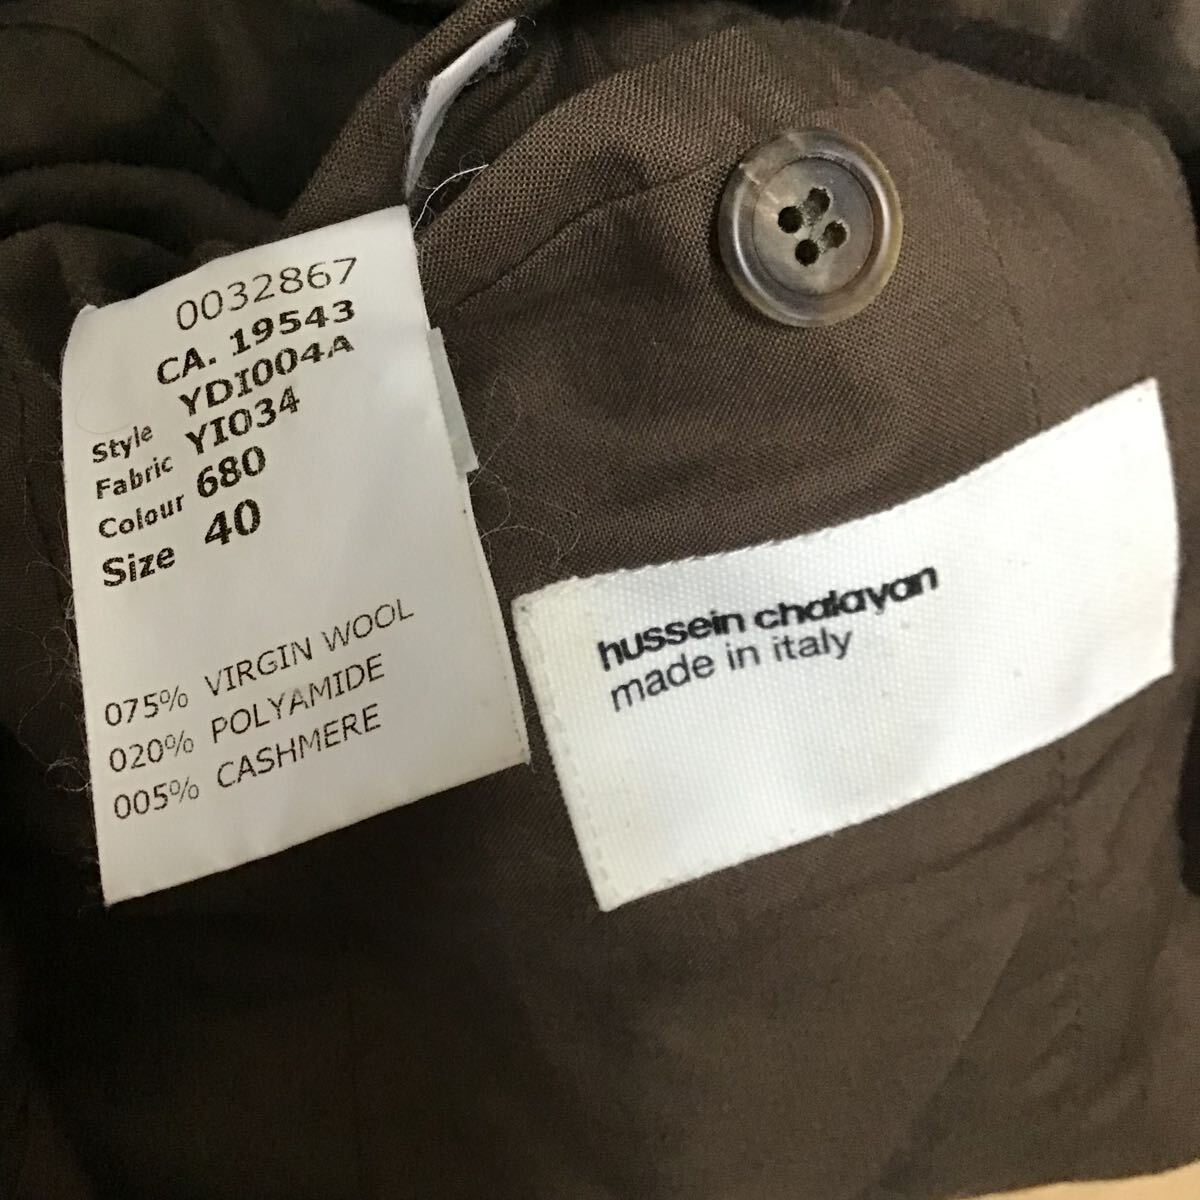 0032867
CA. 19543
Style YDI004A
Fabric YI034
Colour 680
Size 40
075% VIRGIN WOOL
020% POLYAMIDE
005% CASHMERE
hussein chalayan
made in italy